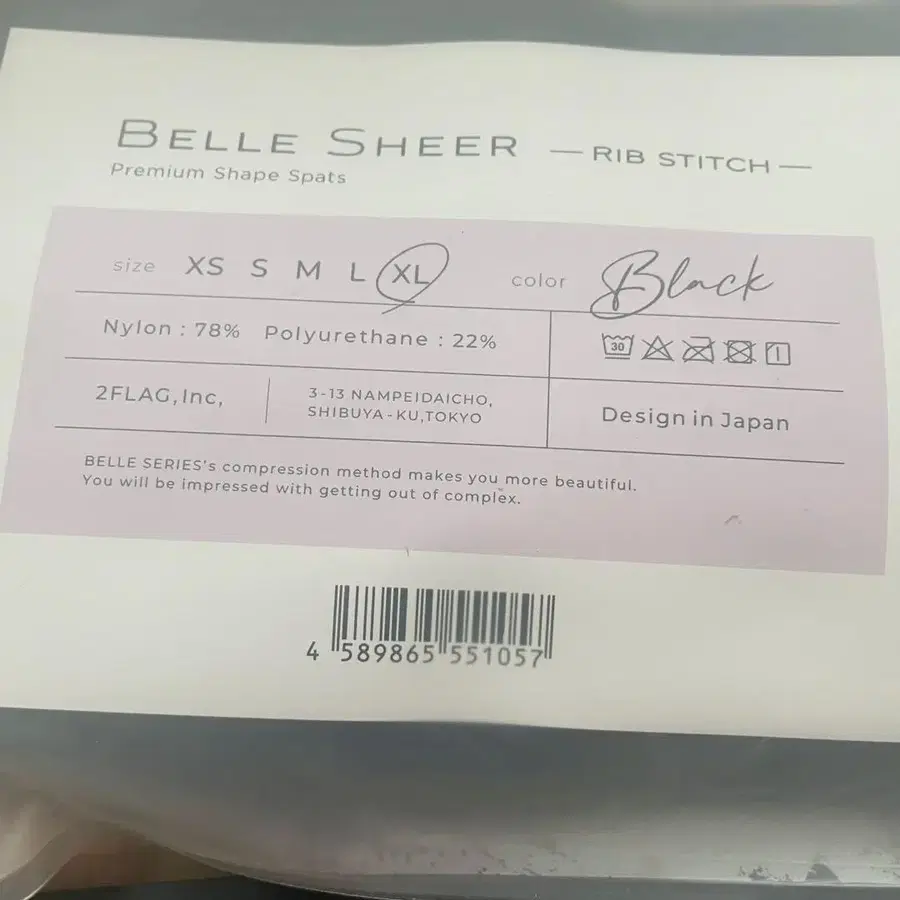 BELLE SHEER — RIB STITCH —
Premium Shape Spats
size XS S M L XL color Black
Nylon : 78% Polyurethane : 22%
30
2FLAG,Inc,
3-13 NAMPEIDAICHO,
SHIBUYA-KU,TOKYO
Design in Japan
BELLE SERIES's compression method makes you more beautiful.
You will be impressed with getting out of complex.
4 589865 551057